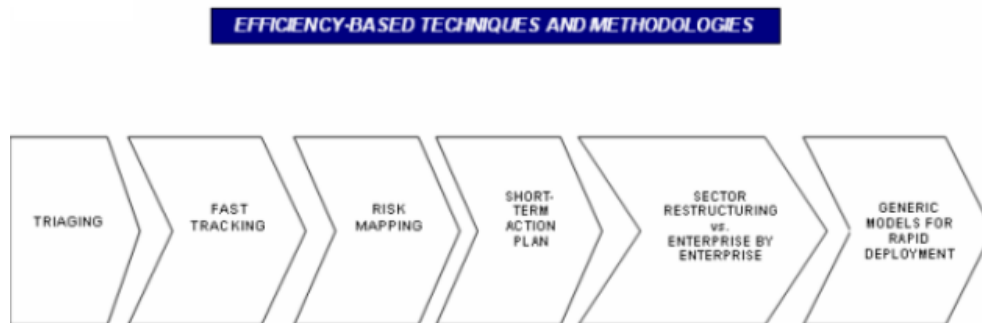 EFFICIENCY-BASED TECHNIQUES AND METHODOLOGIES
TRIAGING
FAST
TRACKING
RISK
MAPPING
SHORT-
TERM
ACTION
PLAN
SECTOR
RESTRUCTURING
vs.
ENTERPRISE BY
ENTERPRISE
GENERIC
MODELS FOR
RAPID
DEPLOYMENT